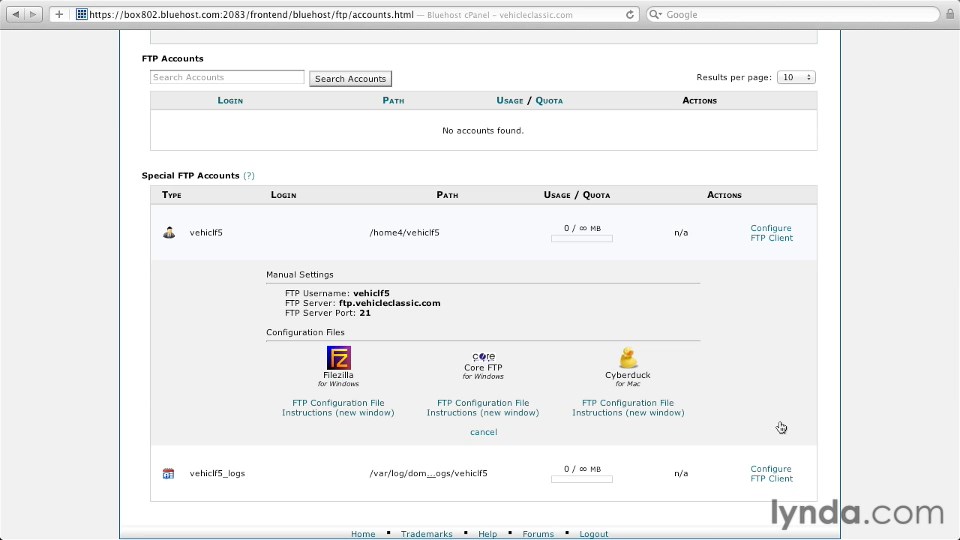 https://box802.bluehost.com:2083/frontend/bluehost/ftp/accounts.html — Bluehost cPanel – vehicleclassic.com
Google
FTP Accounts
Search Accounts
Search Accounts
Results per page: 10
LOGIN PATH USAGE / QUOTA ACTIONS
No accounts found.
Special FTP Accounts (?)
TYPE LOGIN PATH USAGE / QUOTA ACTIONS
vehiclf5 /home4/vehiclf5 0 / ∞ MB n/a Configure
FTP Client
Manual Settings
FTP Username: vehiclf5
FTP Server: ftp.vehicleclassic.com
FTP Server Port: 21
Configuration Files
Fz
Filezilla
for Windows
FTP Configuration File
Instructions (new window)
core
Core FTP
for Windows
FTP Configuration File
Instructions (new window)
Cyberduck
for Mac
FTP Configuration File
Instructions (new window)
cancel
vehiclf5_logs /var/log/dom...ogs/vehiclf5 0 / ∞ MB n/a Configure
FTP Client
Home ▪ Trademarks ▪ Help ▪ Forums ▪ Logout
lynda.com